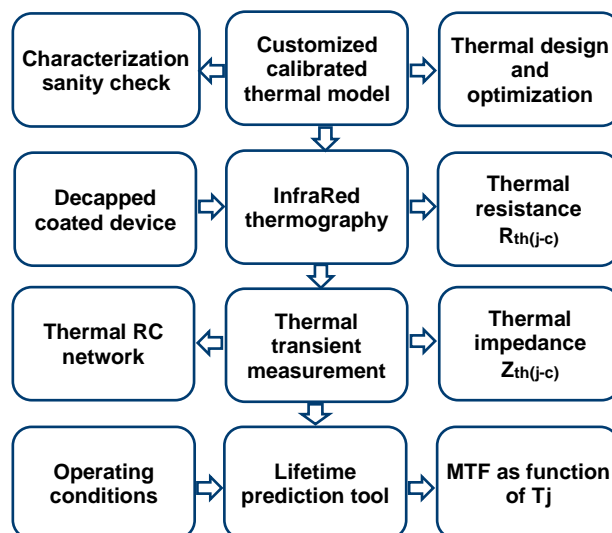 Characterization
sanity check
Customized
calibrated
thermal model
Thermal design
and
optimization
Decapped
coated device
InfraRed
thermography
Thermal
resistance
Rth(j-c)
Thermal RC
network
Thermal
transient
measurement
Thermal
impedance
Zth(j-c)
Operating
conditions
Lifetime
prediction tool
MTF as function
of Tj